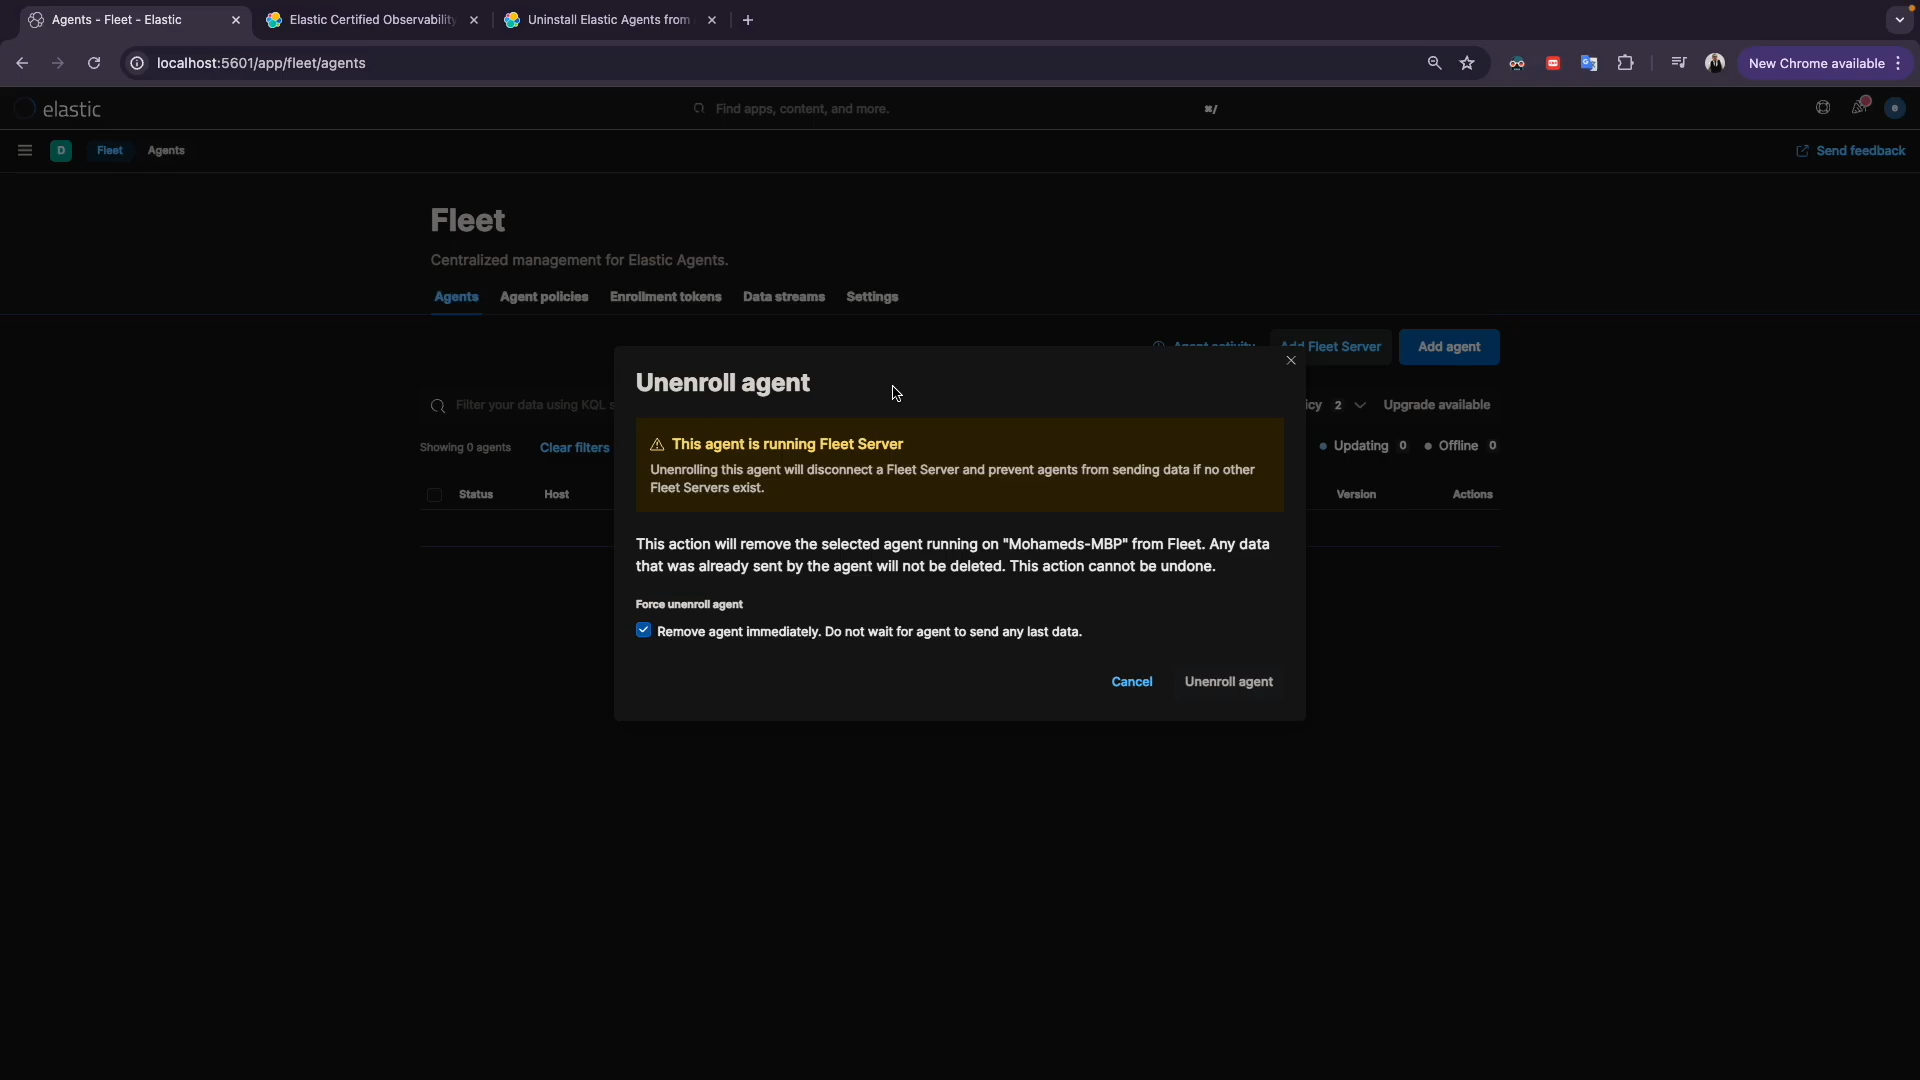 Agents - Fleet - Elastic
Elastic Certified Observability
Uninstall Elastic Agents from
localhost:5601/app/fleet/agents
New Chrome available
elastic
Find apps, content, and more.
⌘/
e
D
Fleet
Agents
Send feedback
Fleet
Centralized management for Elastic Agents.
Agents
Agent policies
Enrollment tokens
Data streams
Settings
Agent activity
Add Fleet Server
Add agent
Filter your data using KQL s
icy 2
Upgrade available
Showing 0 agents
Clear filters
Updating 0
Offline 0
Status
Host
Version
Actions
Unenroll agent
This agent is running Fleet Server
Unenrolling this agent will disconnect a Fleet Server and prevent agents from sending data if no other
Fleet Servers exist.
This action will remove the selected agent running on "Mohameds-MBP" from Fleet. Any data
that was already sent by the agent will not be deleted. This action cannot be undone.
Force unenroll agent
Remove agent immediately. Do not wait for agent to send any last data.
Cancel
Unenroll agent